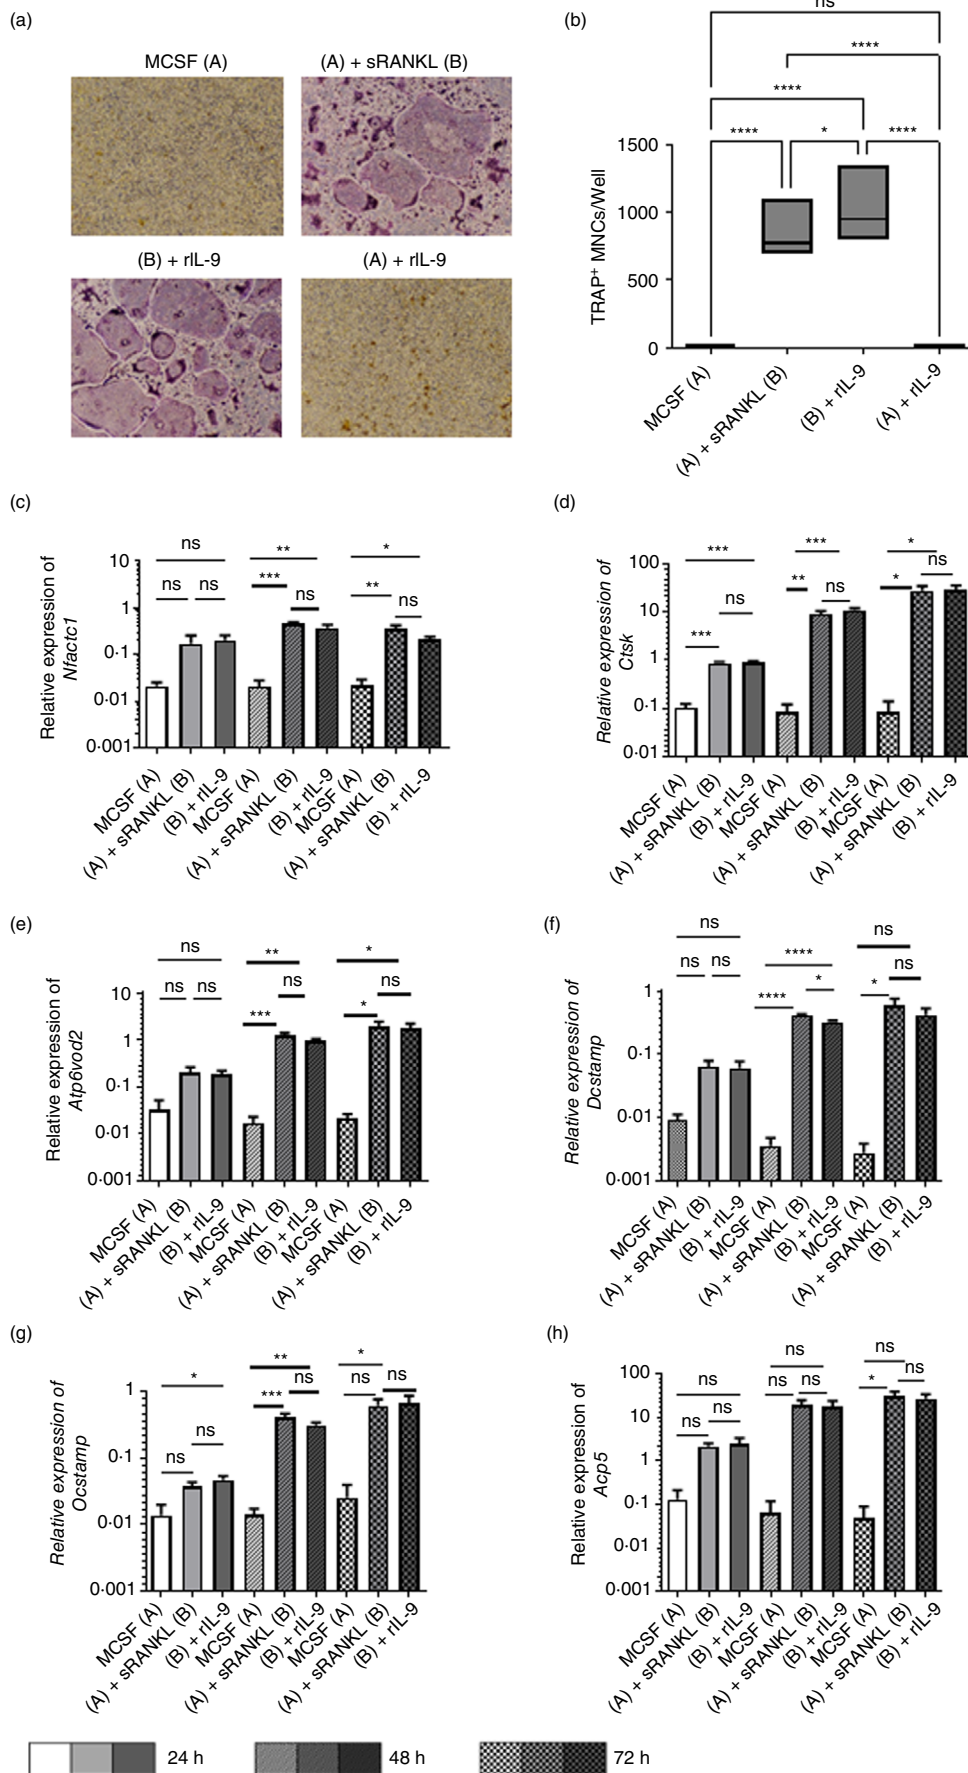 (a)
MCSF (A)
(A) + sRANKL (B)
(B) + rIL-9
(A) + rIL-9
(b)
ns
****
****
****
*
****
TRAP+ MNCs/Well
1500
1000
500
0
MCSF (A)
(A) + sRANKL (B)
(B) + rIL-9
(A) + rIL-9
(c)
Relative expression of
Nfactc1
10
1
0·1
0·01
0·001
ns
ns
ns
**
***
ns
*
**
ns
MCSF (A)
(A) + sRANKL (B)
(B) + rIL-9
MCSF (A)
(A) + sRANKL (B)
(B) + rIL-9
MCSF (A)
(A) + sRANKL (B)
(B) + rIL-9
(d)
Relative expression of
Ctsk
100
10
1
0·1
0·01
***
***
ns
***
**
ns
*
*
ns
MCSF (A)
(A) + sRANKL (B)
(B) + rIL-9
MCSF (A)
(A) + sRANKL (B)
(B) + rIL-9
MCSF (A)
(A) + sRANKL (B)
(B) + rIL-9
(e)
Relative expression of
Atp6vod2
10
1
0·1
0·01
0·001
ns
ns
ns
**
***
ns
*
*
ns
MCSF (A)
(A) + sRANKL (B)
(B) + rIL-9
MCSF (A)
(A) + sRANKL (B)
(B) + rIL-9
MCSF (A)
(A) + sRANKL (B)
(B) + rIL-9
(f)
Relative expression of
Dcstamp
1
0·1
0·01
0·001
ns
ns
ns
****
****
*
ns
*
ns
MCSF (A)
(A) + sRANKL (B)
(B) + rIL-9
MCSF (A)
(A) + sRANKL (B)
(B) + rIL-9
MCSF (A)
(A) + sRANKL (B)
(B) + rIL-9
(g)
Relative expression of
Ocstamp
1
0·1
0·01
0·001
*
ns
ns
**
***
ns
*
ns
ns
MCSF (A)
(A) + sRANKL (B)
(B) + rIL-9
MCSF (A)
(A) + sRANKL (B)
(B) + rIL-9
MCSF (A)
(A) + sRANKL (B)
(B) + rIL-9
(h)
Relative expression of
Acp5
100
10
1
0·1
0·01
0·001
ns
ns
ns
ns
ns
ns
ns
*
ns
MCSF (A)
(A) + sRANKL (B)
(B) + rIL-9
MCSF (A)
(A) + sRANKL (B)
(B) + rIL-9
MCSF (A)
(A) + sRANKL (B)
(B) + rIL-9
24 h
48 h
72 h